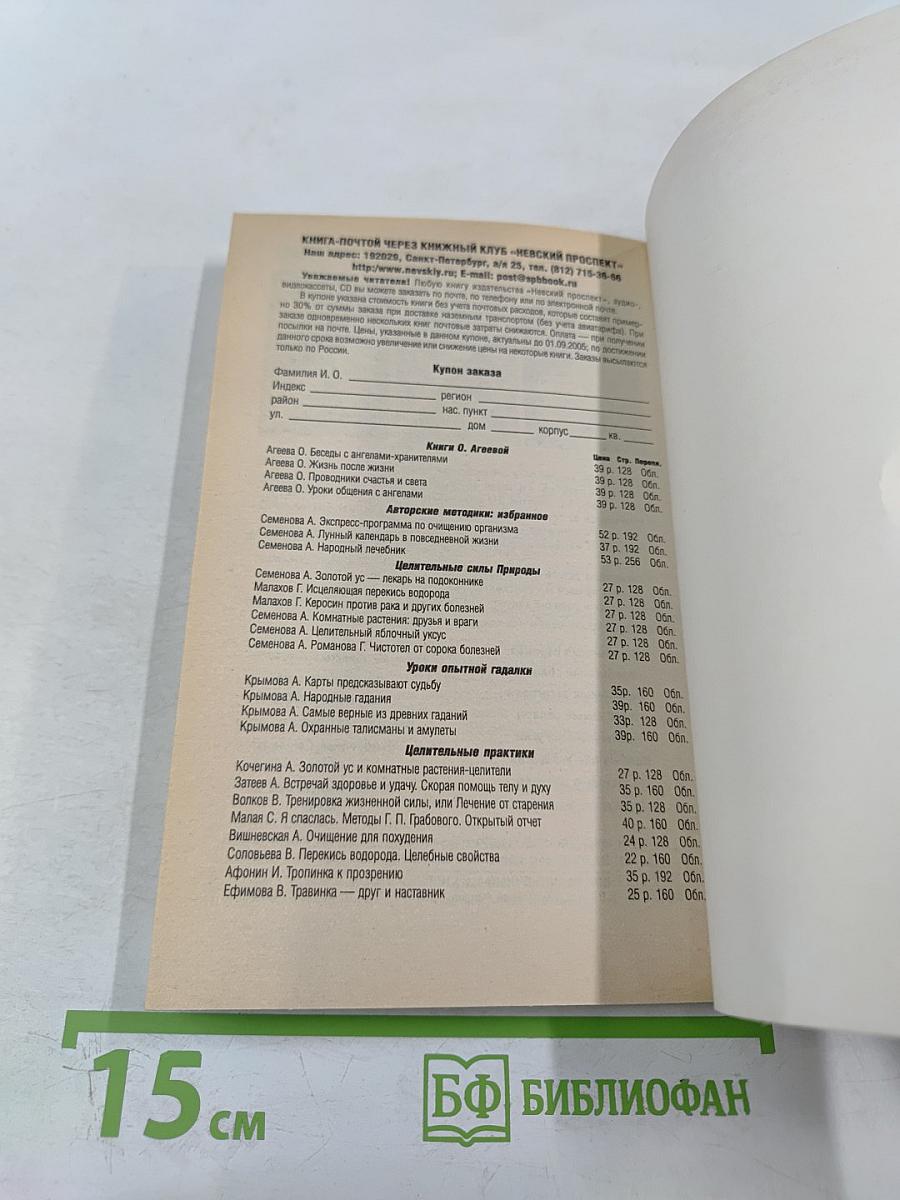 КНИГА-ПОЧТОЙ ЧЕРЕЗ КНИЖНЫЙ КЛУБ «НЕВСКИЙ ПРОСПЕКТ»
Наш адрес: 192029, Санкт-Петербург, а/я 25, тел. (812) 715-36-66
http:/www.nevskiy.ru; E-mail: post@spbbook.ru
Уважаемые читатели! Любую книгу издательства «Невский проспект», аудио-,
видеокассеты, CD вы можете заказать по почте, по телефону или по электронной почте.
В купоне указана стоимость книги без учета почтовых расходов, которые составят пример-
но 30% от суммы заказа при доставке наземным транспортом (без учета авиатарифа). При
заказе одновременно нескольких книг почтовые затраты снижаются. Оплата — при получении
посылки на почте. Цены, указанные в данном купоне, актуальны до 01.09.2005; по достижении
данного срока возможно увеличение или снижение цены на некоторые книги. Заказы высылаются
только по России.
Купон заказа
Фамилия И. О.
Индекс регион
район нас. пункт
ул. дом корпус кв.
Книги О. Агеевой Цена Стр. Перепл.
Агеева О. Беседы с ангелами-хранителями 39 р. 128 Обл.
Агеева О. Жизнь после жизни 39 р. 128 Обл.
Агеева О. Проводники счастья и света 39 р. 128 Обл.
Агеева О. Уроки общения с ангелами 39 р. 128 Обл.
Авторские методики: избранное
Семенова А. Экспресс-программа по очищению организма 52 р. 192 Обл.
Семенова А. Лунный календарь в повседневной жизни 37 р. 192 Обл.
Семенова А. Народный лечебник 53 р. 256 Обл.
Целительные силы Природы
Семенова А. Золотой ус — лекарь на подоконнике 27 р. 128 Обл.
Малахов Г. Исцеляющая перекись водорода 27 р. 128 Обл.
Малахов Г. Керосин против рака и других болезней 27 р. 128 Обл.
Семенова А. Комнатные растения: друзья и враги 27 р. 128 Обл.
Семенова А. Целительный яблочный уксус 27 р. 128 Обл.
Семенова А. Романова Г. Чистотел от сорока болезней 27 р. 128 Обл.
Уроки опытной гадалки
Крымова А. Карты предсказывают судьбу 35р. 160 Обл.
Крымова А. Народные гадания 39р. 160 Обл.
Крымова А. Самые верные из древних гаданий 33р. 128 Обл.
Крымова А. Охранные талисманы и амулеты 39р. 160 Обл.
Целительные практики
Кочегина А. Золотой ус и комнатные растения-целители 27 р. 128 Обл.
Затеев А. Встречай здоровье и удачу. Скорая помощь телу и духу 35 р. 160 Обл.
Волков В. Тренировка жизненной силы, или Лечение от старения 35 р. 128 Обл.
Малая С. Я спаслась. Методы Г. П. Грабового. Открытый отчет 40 р. 160 Обл.
Вишневская А. Очищение для похудения 24 р. 128 Обл.
Соловьева В. Перекись водорода. Целебные свойства 22 р. 160 Обл.
Афонин И. Тропинка к прозрению 35 р. 192 Обл.
Ефимова В. Травинка — друг и наставник 25 р. 160 Обл.
15 см
БФ БИБЛИОФАН